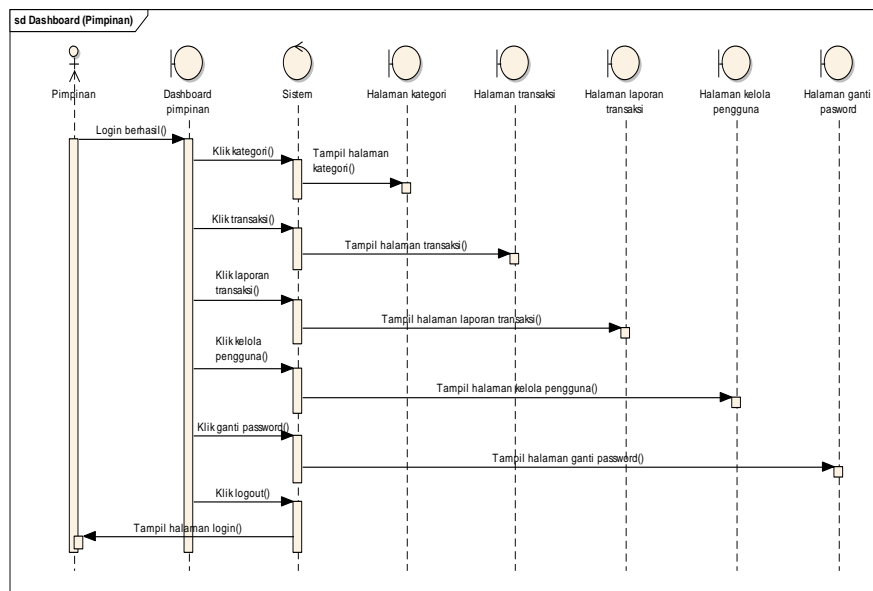 sd Dashboard (Pimpinan)
Pimpinan
Dashboard
pimpinan
Sistem
Halaman kategori
Halaman transaksi
Halaman laporan
transaksi
Halaman kelola
pengguna
Halaman ganti
pasword
Login berhasil()
Klik kategori()
Tampil halaman
kategori()
Klik transaksi()
Tampil halaman transaksi()
Klik laporan
transaksi()
Tampil halaman laporan transaksi()
Klik kelola
pengguna()
Tampil halaman kelola pengguna()
Klik ganti password()
Tampil halaman ganti password()
Klik logout()
Tampil halaman login()